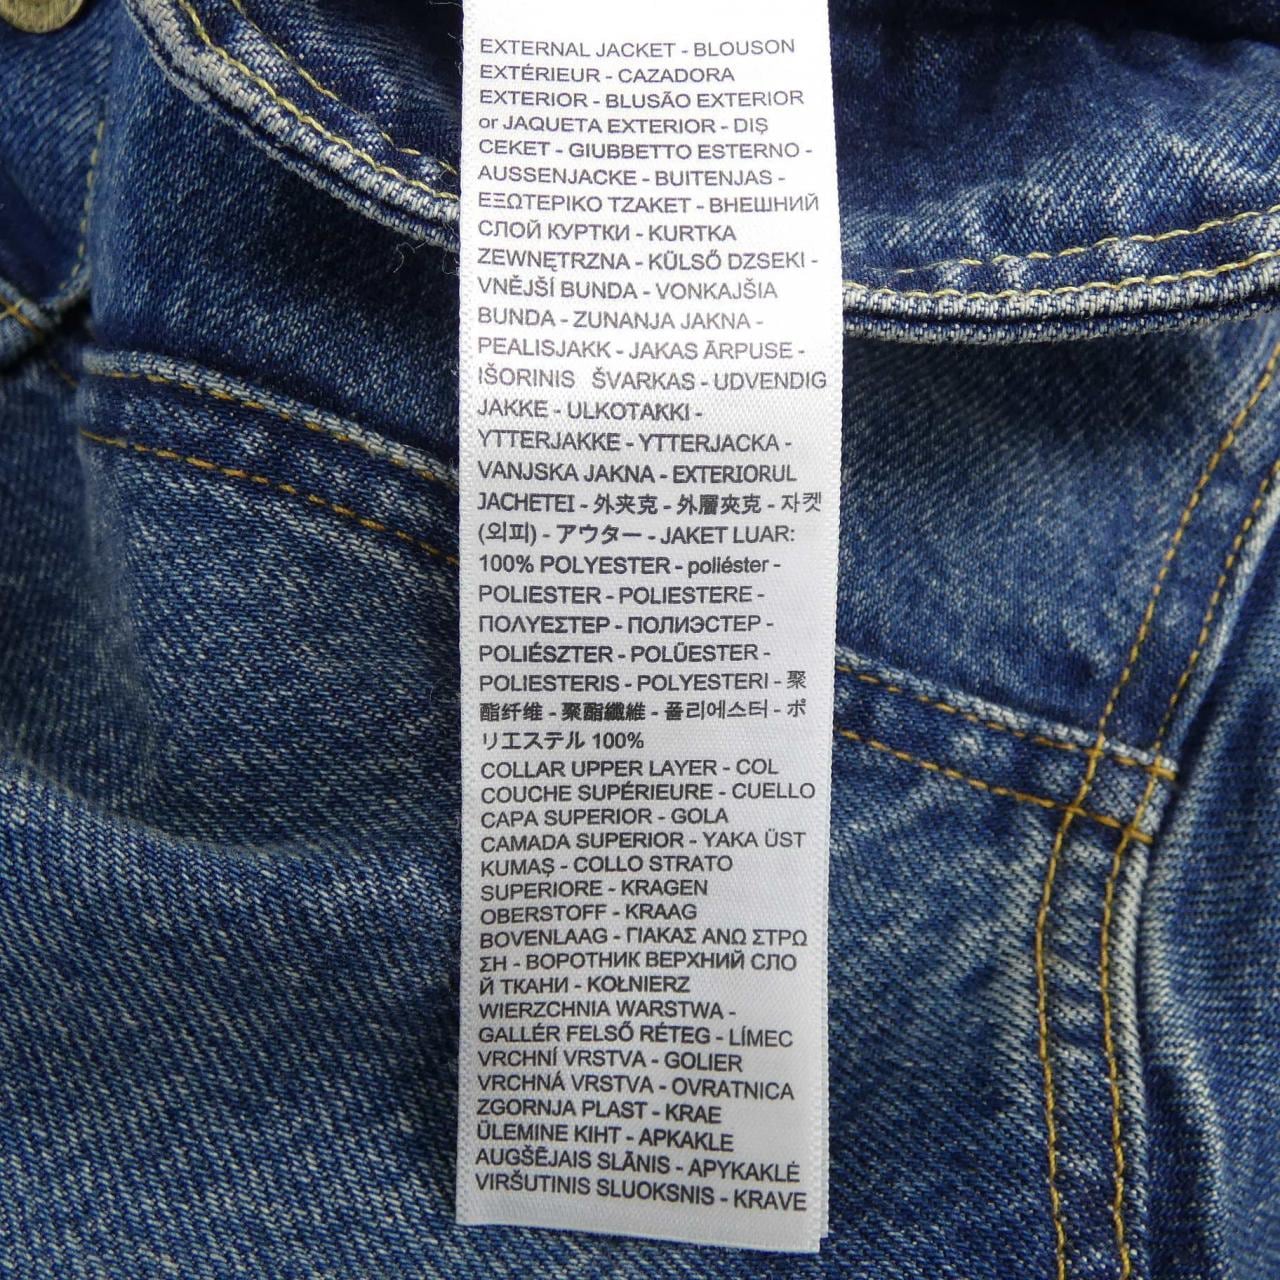 EXTERNAL JACKET - BLOUSON
EXTÉRIEUR - CAZADORA
EXTERIOR - BLUSÃO EXTERIOR
or JAQUETA EXTERIOR - DIŞ
CEKET - GIUBBETTO ESTERNO -
AUSSENJACKE - BUITENJAS -
ΕΞΩΤΕΡΙΚΟ ΤΖΑΚΕΤ - ВНЕШНИЙ
СЛОЙ КУРТКИ - KURTKA
ZEWNĘTRZNA - KÜLSŐ DZSEKI -
VNĚJŠÍ BUNDA - VONKAJŠIA
BUNDA - ZUNANJA JAKNA -
PEALISJAKK - JAKAS ĀRPUSE -
IŠORINIS ŠVARKAS - UDVENDIG
JAKKE - ULKOTAKKI -
YTTERJAKKE - YTTERJACKA -
VANJSKA JAKNA - EXTERIORUL
JACHETEI - 外夹克 - 外層夾克 - 자켓
(외피) - アウター - JAKET LUAR:
100% POLYESTER - poliéster -
POLIESTER - POLIESTERE -
ΠΟΛΥΕΣΤΕΡ - ПОЛИЭСТЕР -
POLIÉSZTER - POLÜESTER -
POLIESTERIS - POLYESTERI - 聚
酯纤维 - 聚酯纖維 - 폴리에스터 - ポ
リエステル 100%
COLLAR UPPER LAYER - COL
COUCHE SUPÉRIEURE - CUELLO
CAPA SUPERIOR - GOLA
CAMADA SUPERIOR - YAKA ÜST
KUMAŞ - COLLO STRATO
SUPERIORE - KRAGEN
OBERSTOFF - KRAAG
BOVENLAAG - ΓΙΑΚΑΣ ΑΝΩ ΣΤΡΩ
ΣΗ - ВОРОТНИК ВЕРХНИЙ СЛО
Й ТКАНИ - KOŁNIERZ
WIERZCHNIA WARSTWA -
GALLÉR FELSŐ RÉTEG - LÍMEC
VRCHNÍ VRSTVA - GOLIER
VRCHNÁ VRSTVA - OVRATNICA
ZGORNJA PLAST - KRAE
ÜLEMINE KIHT - APKAKLE
AUGŠĒJAIS SLĀNIS - APYKAKLĖ
VIRŠUTINIS SLUOKSNIS - KRAVE